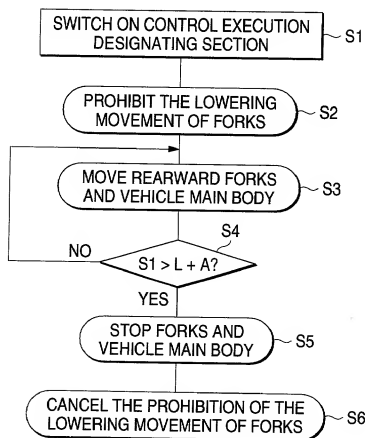 SWITCH ON CONTROL EXECUTION
DESIGNATING SECTION
S1
PROHIBIT THE LOWERING
MOVEMENT OF FORKS
S2
MOVE REARWARD FORKS
AND VEHICLE MAIN BODY
S3
S4
NO
S1 > L + A?
YES
STOP FORKS AND
VEHICLE MAIN BODY
S5
CANCEL THE PROHIBITION OF THE
LOWERING MOVEMENT OF FORKS
S6